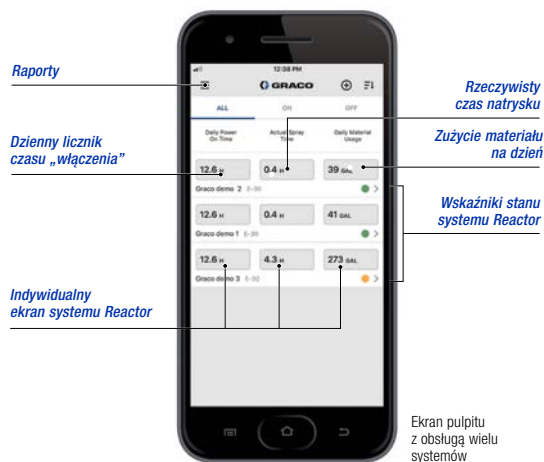 Raporty
Dzienny licznik
czasu „włączenia”
Indywidualny
ekran systemu Reactor
12:38 PM
GRACO
ALL ON OFF
Daily Power
On Time
Actual Spray
Time
Daily Material
Usage
12.6 H 0.4 H 39 GAL
Graco demo 2 E-30
12.6 H 0.4 H 41 GAL
Graco demo 1 E-30
12.6 H 4.3 H 273 GAL
Graco demo 3 E-30
Rzeczywisty
czas natrysku
Zużycie materiału
na dzień
Wskaźniki stanu
systemu Reactor
Ekran pulpitu
z obsługą wielu
systemów